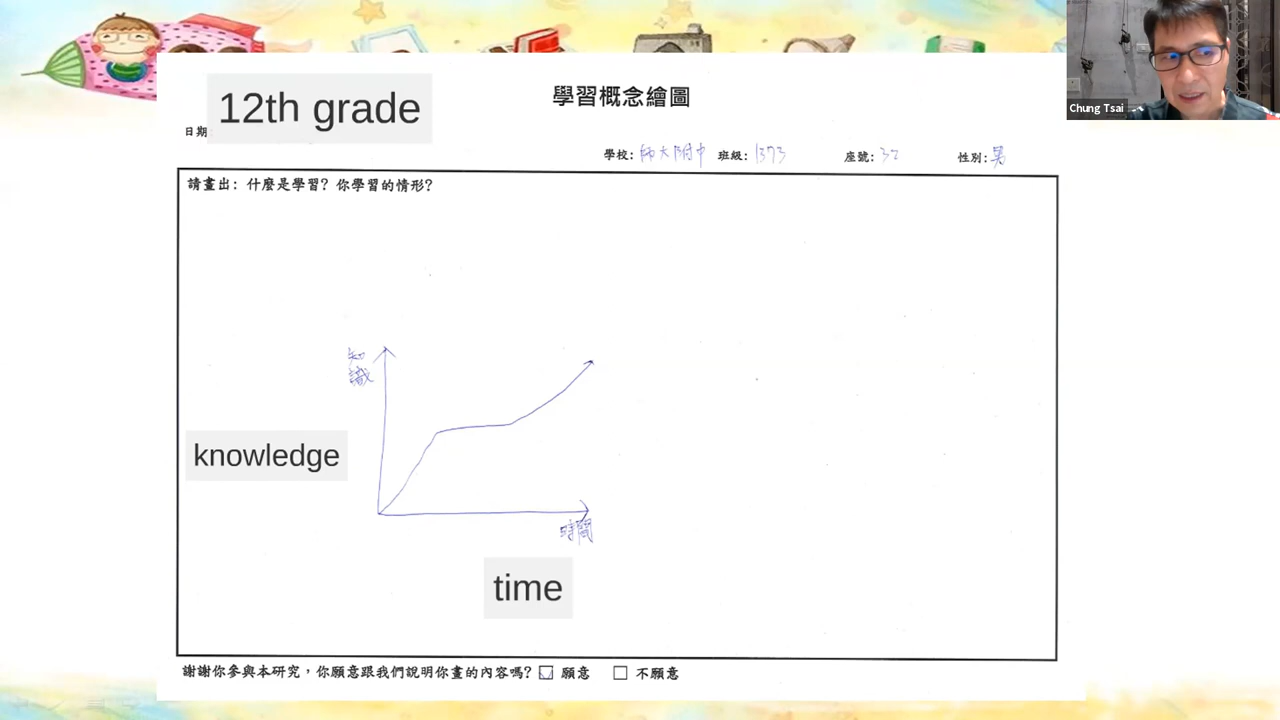 12th grade
學習概念繪圖
Chung Tsai
日期
學校: 師大附中 班級: 1373 座號: 32 性別: 男
請畫出: 什麼是學習? 你學習的情形?
知識
knowledge
時間
time
謝謝你參與本研究，你願意跟我們說明你畫的內容嗎? 願意 不願意